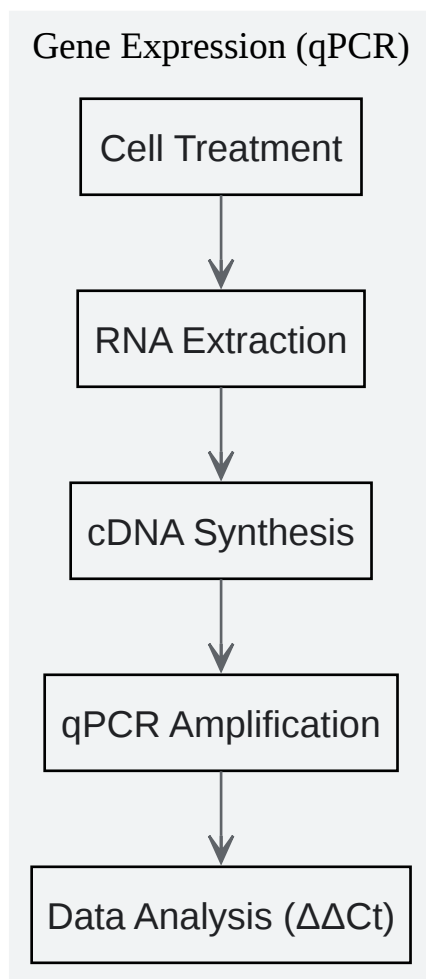 Gene Expression (qPCR)
Cell Treatment
RNA Extraction
cDNA Synthesis
qPCR Amplification
Data Analysis (ΔΔCt)